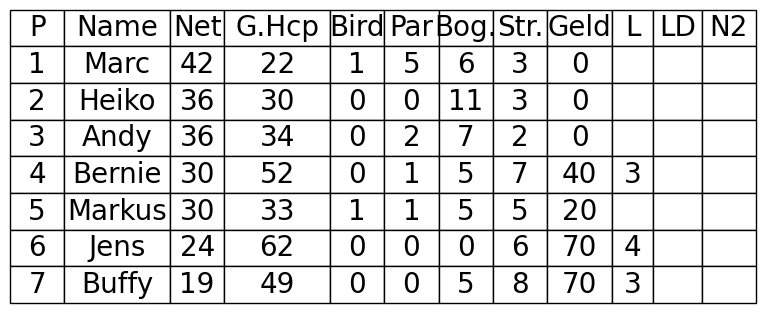 P Name Net G.Hcp Bird Par Bog. Str. Geld L LD N2
1 Marc 42 22 1 5 6 3 0
2 Heiko 36 30 0 0 11 3 0
3 Andy 36 34 0 2 7 2 0
4 Bernie 30 52 0 1 5 7 40 3
5 Markus 30 33 1 1 5 5 20
6 Jens 24 62 0 0 0 6 70 4
7 Buffy 19 49 0 0 5 8 70 3